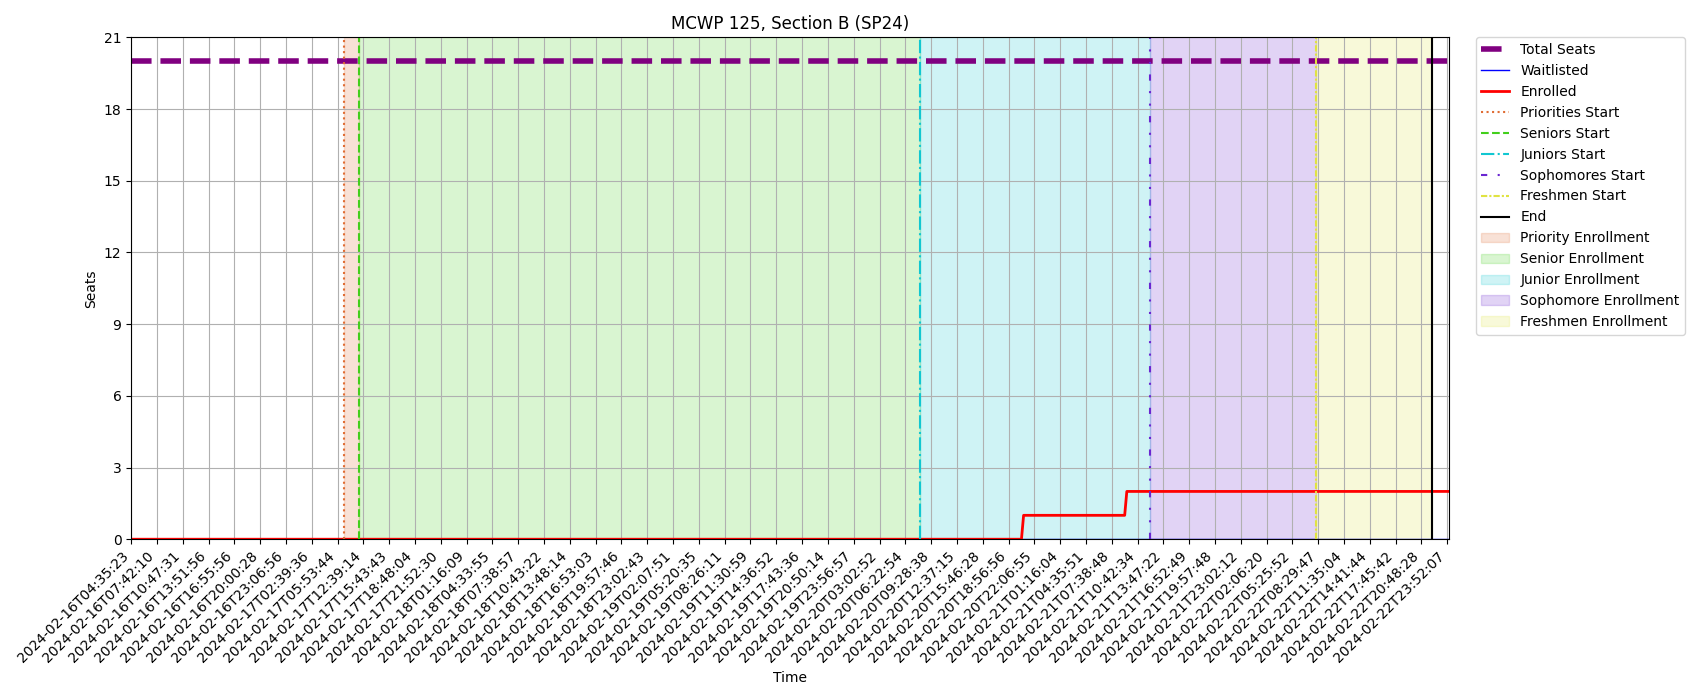 MCWP 125, Section B (SP24)
21
18
15
12
9
6
3
0
Seats
Total Seats
Waitlisted
Enrolled
Priorities Start
Seniors Start
Juniors Start
Sophomores Start
Freshmen Start
End
Priority Enrollment
Senior Enrollment
Junior Enrollment
Sophomore Enrollment
Freshmen Enrollment
2024-02-16T04:35:23
2024-02-16T07:42:10
2024-02-16T10:47:31
2024-02-16T13:51:56
2024-02-16T16:55:56
2024-02-16T20:00:28
2024-02-16T23:06:56
2024-02-17T02:39:36
2024-02-17T05:53:44
2024-02-17T12:39:14
2024-02-17T15:43:43
2024-02-17T18:48:04
2024-02-17T21:52:30
2024-02-18T01:16:09
2024-02-18T04:33:55
2024-02-18T07:38:57
2024-02-18T10:43:22
2024-02-18T13:48:14
2024-02-18T16:53:03
2024-02-18T19:57:46
2024-02-18T23:02:43
2024-02-19T02:07:51
2024-02-19T05:20:35
2024-02-19T08:26:11
2024-02-19T11:30:59
2024-02-19T14:36:52
2024-02-19T17:43:36
2024-02-19T20:50:14
2024-02-19T23:56:57
2024-02-20T03:02:52
2024-02-20T06:22:54
2024-02-20T09:28:38
2024-02-20T12:37:15
2024-02-20T15:46:28
2024-02-20T18:56:56
2024-02-20T22:06:55
2024-02-21T01:16:04
2024-02-21T04:35:51
2024-02-21T07:38:48
2024-02-21T10:42:34
2024-02-21T13:47:22
2024-02-21T16:52:49
2024-02-21T19:57:48
2024-02-21T23:02:12
2024-02-22T02:06:20
2024-02-22T05:25:52
2024-02-22T08:29:47
2024-02-22T11:35:04
2024-02-22T14:41:44
2024-02-22T17:45:42
2024-02-22T20:48:28
2024-02-22T23:52:07
Time